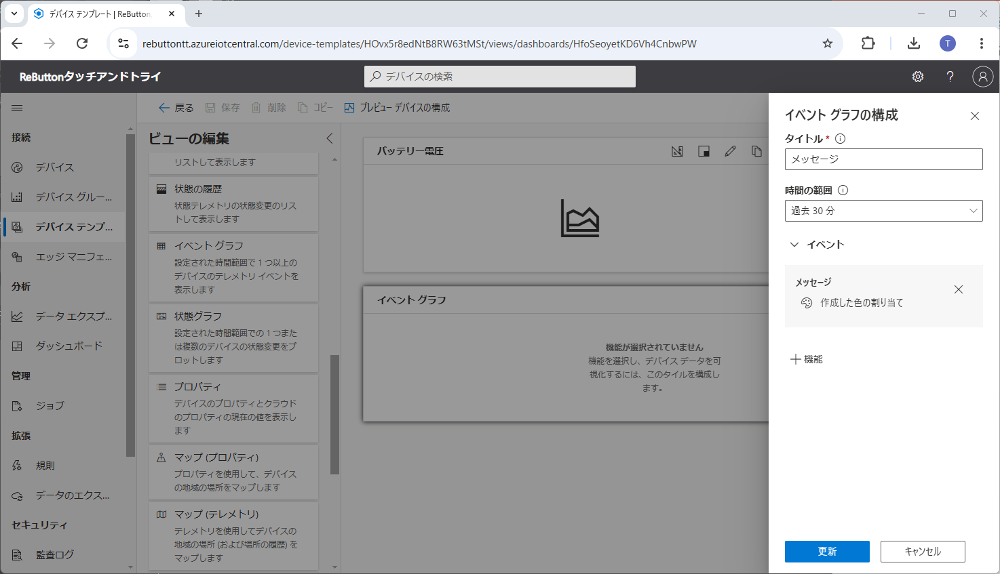 デバイス テンプレート | ReButton
rebuttontt.azureiotcentral.com/device-templates/HOvx5r8edNtB8RW63tMSt/views/dashboards/HfoSeoyetKD6Vh4CnbwPW
T
ReButtonタッチアンドトライ
デバイスの検索
戻る
保存
削除
コピー
プレビュー デバイスの構成
接続
デバイス
デバイス グルー...
デバイス テンプ...
エッジ マニフェ...
分析
データ エクスプ...
ダッシュボード
管理
ジョブ
拡張
規則
データのエクス...
セキュリティ
監査ログ
ビューの編集
リストして表示します
状態の履歴
状態テレメトリの状態変更のリス
トして表示します
イベント グラフ
設定された時間範囲で 1 つ以上の
デバイスのテレメトリ イベントを
表示します
状態グラフ
設定された時間範囲での 1 つまた
は複数のデバイスの状態変更をプ
ロットします
プロパティ
デバイスのプロパティとクラウド
のプロパティの現在の値を表示し
ます
マップ (プロパティ)
プロパティを使用して、デバイス
の地域の場所をマップします
マップ (テレメトリ)
テレメトリを使用してデバイスの
地域の場所 (および場所の履歴) を
マップします
バッテリー電圧
イベント グラフ
機能が選択されていません
機能を選択し、デバイス データを可
視化するには、このタイルを構成し
ます。
イベント グラフの構成
タイトル *
メッセージ
時間の範囲
過去 30 分
イベント
メッセージ
作成した色の割り当て
機能
更新
キャンセル